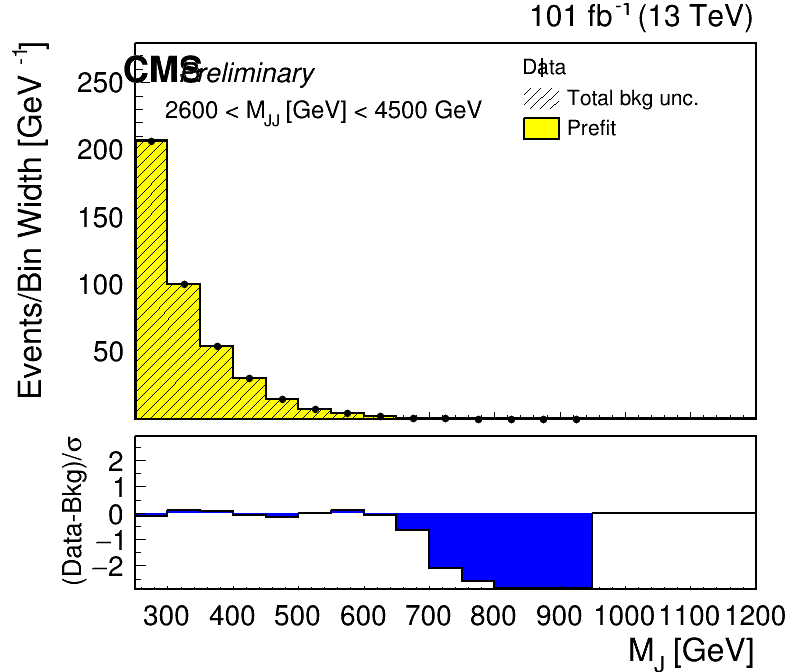 101 fb⁻¹ (13 TeV)
Events/Bin Width [GeV⁻¹]
CMS Preliminary
2600 < M_JJ [GeV] < 4500 GeV
Data
Total bkg unc.
Prefit
250
200
150
100
50
(Data-Bkg)/σ
2
1
0
−1
−2
300 400 500 600 700 800 900 1000 1100 1200
M_J [GeV]